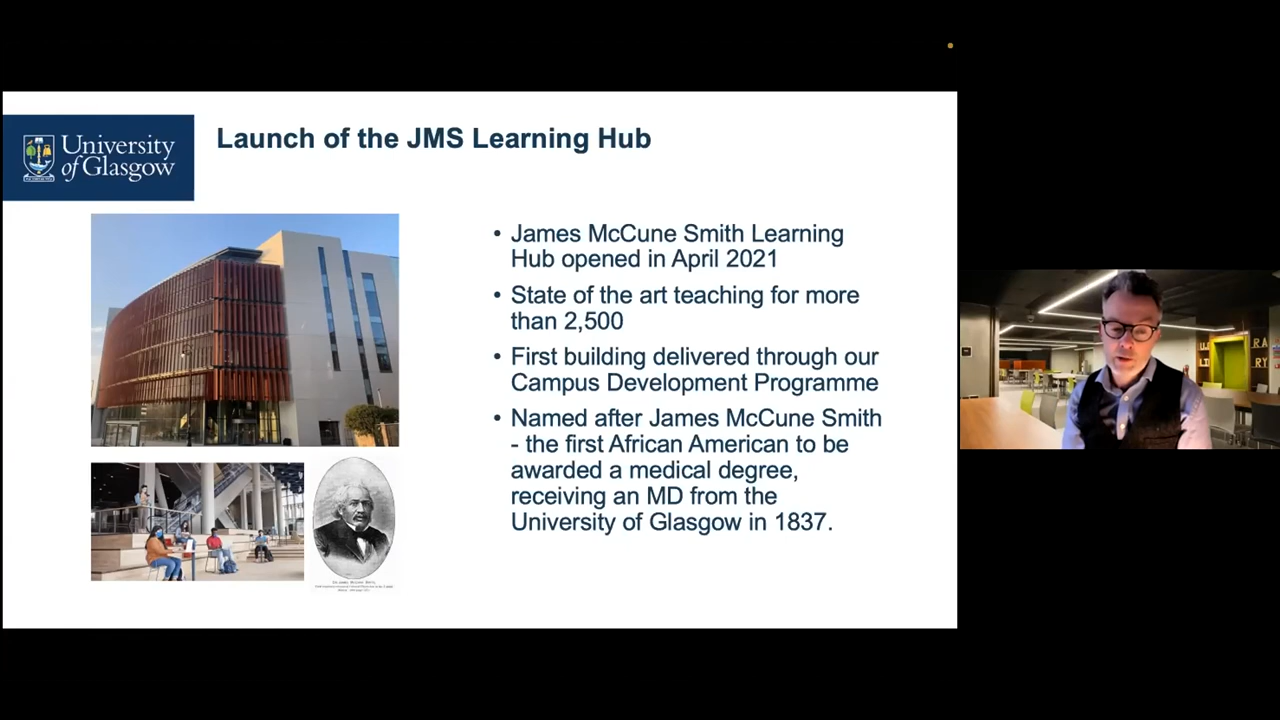 University
of Glasgow
Launch of the JMS Learning Hub
• James McCune Smith Learning
Hub opened in April 2021
• State of the art teaching for more
than 2,500
• First building delivered through our
Campus Development Programme
• Named after James McCune Smith
- the first African American to be
awarded a medical degree,
receiving an MD from the
University of Glasgow in 1837.